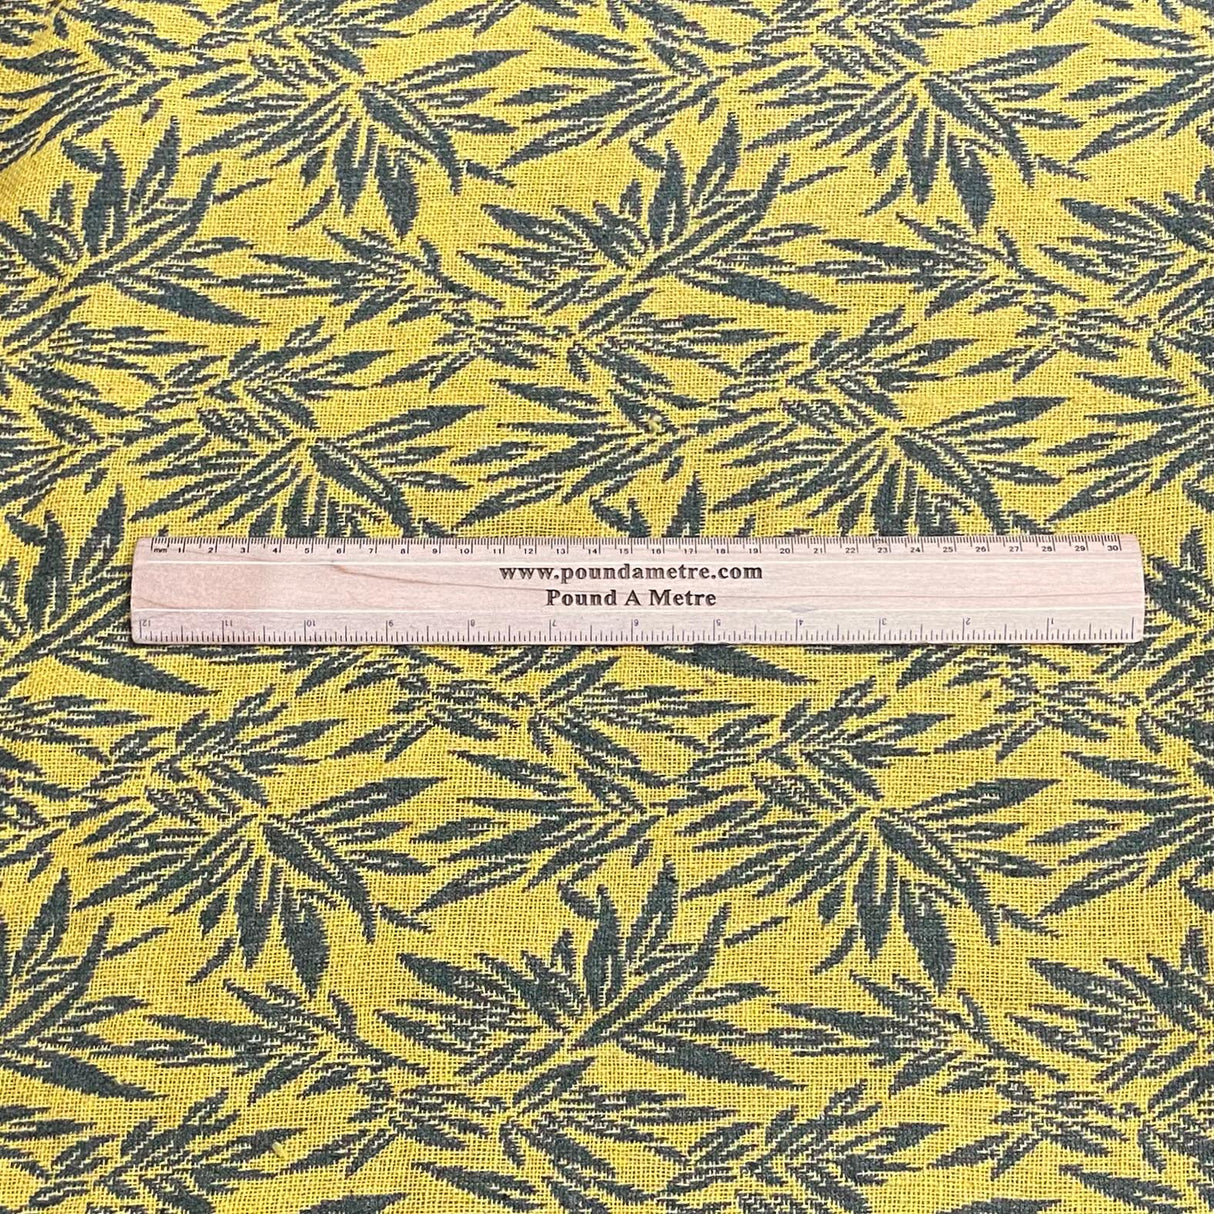 mm 1 2 3 4 5 6 7 8 9 10 11 12 13 14 15 16 17 18 19 20 21 22 23 24 25 26 27 28 29 30
www.poundametre.com
Pound A Metre
12 11 10 9 8 7 6 5 4 3 2 1